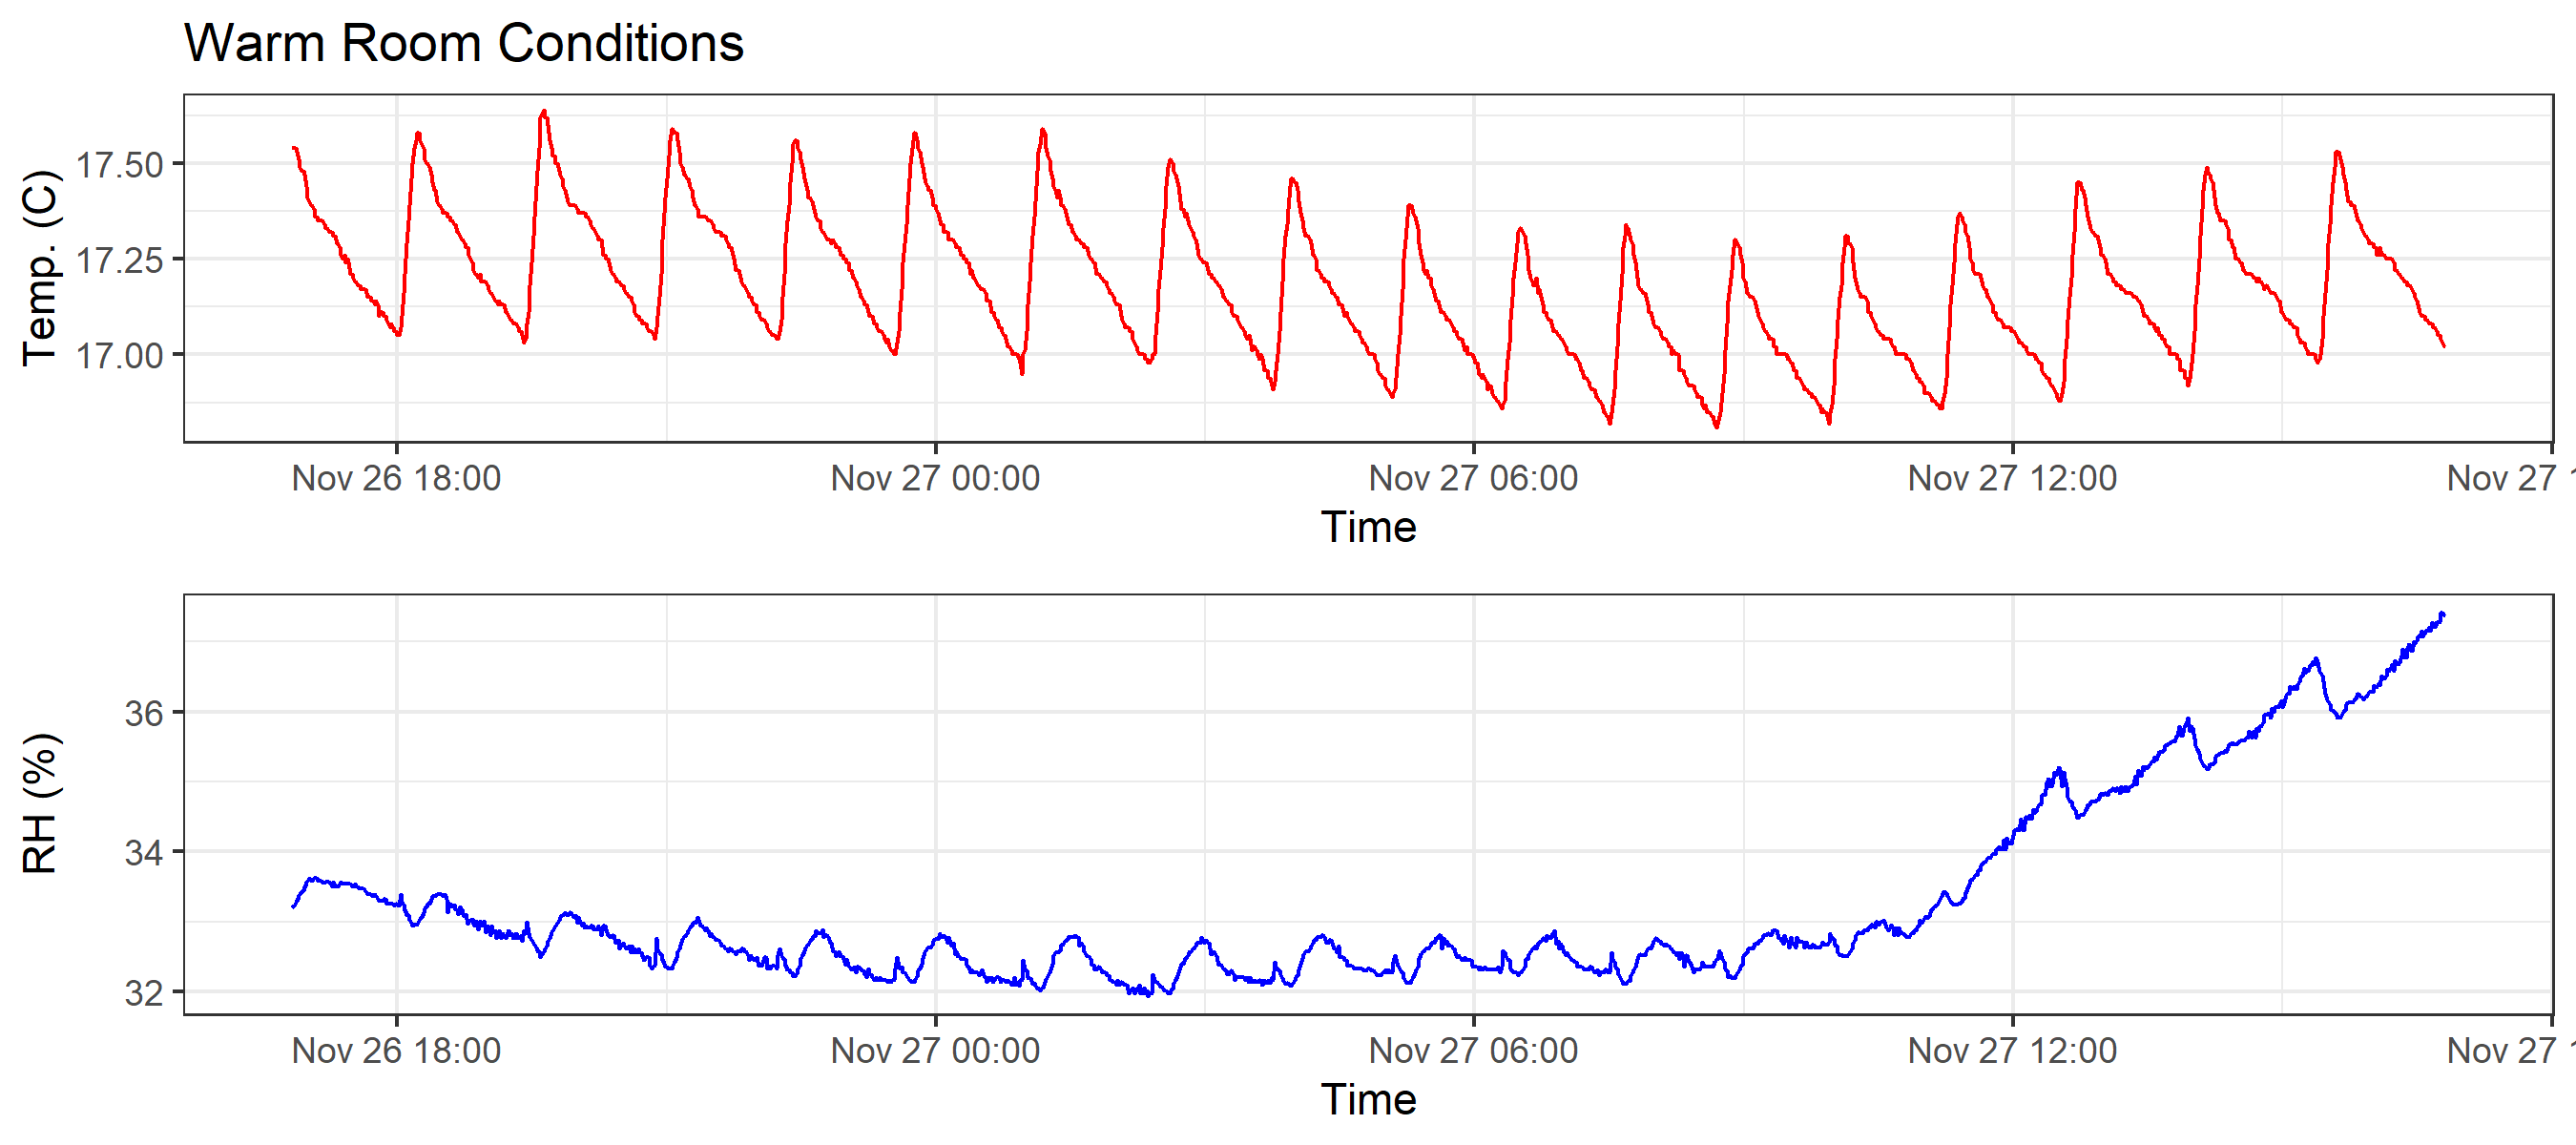 Warm Room Conditions
Temp. (C)
17.50
17.25
17.00
Nov 26 18:00 Nov 27 00:00 Nov 27 06:00 Nov 27 12:00 Nov 27 1
Time
RH (%)
36
34
32
Nov 26 18:00 Nov 27 00:00 Nov 27 06:00 Nov 27 12:00 Nov 27 1
Time